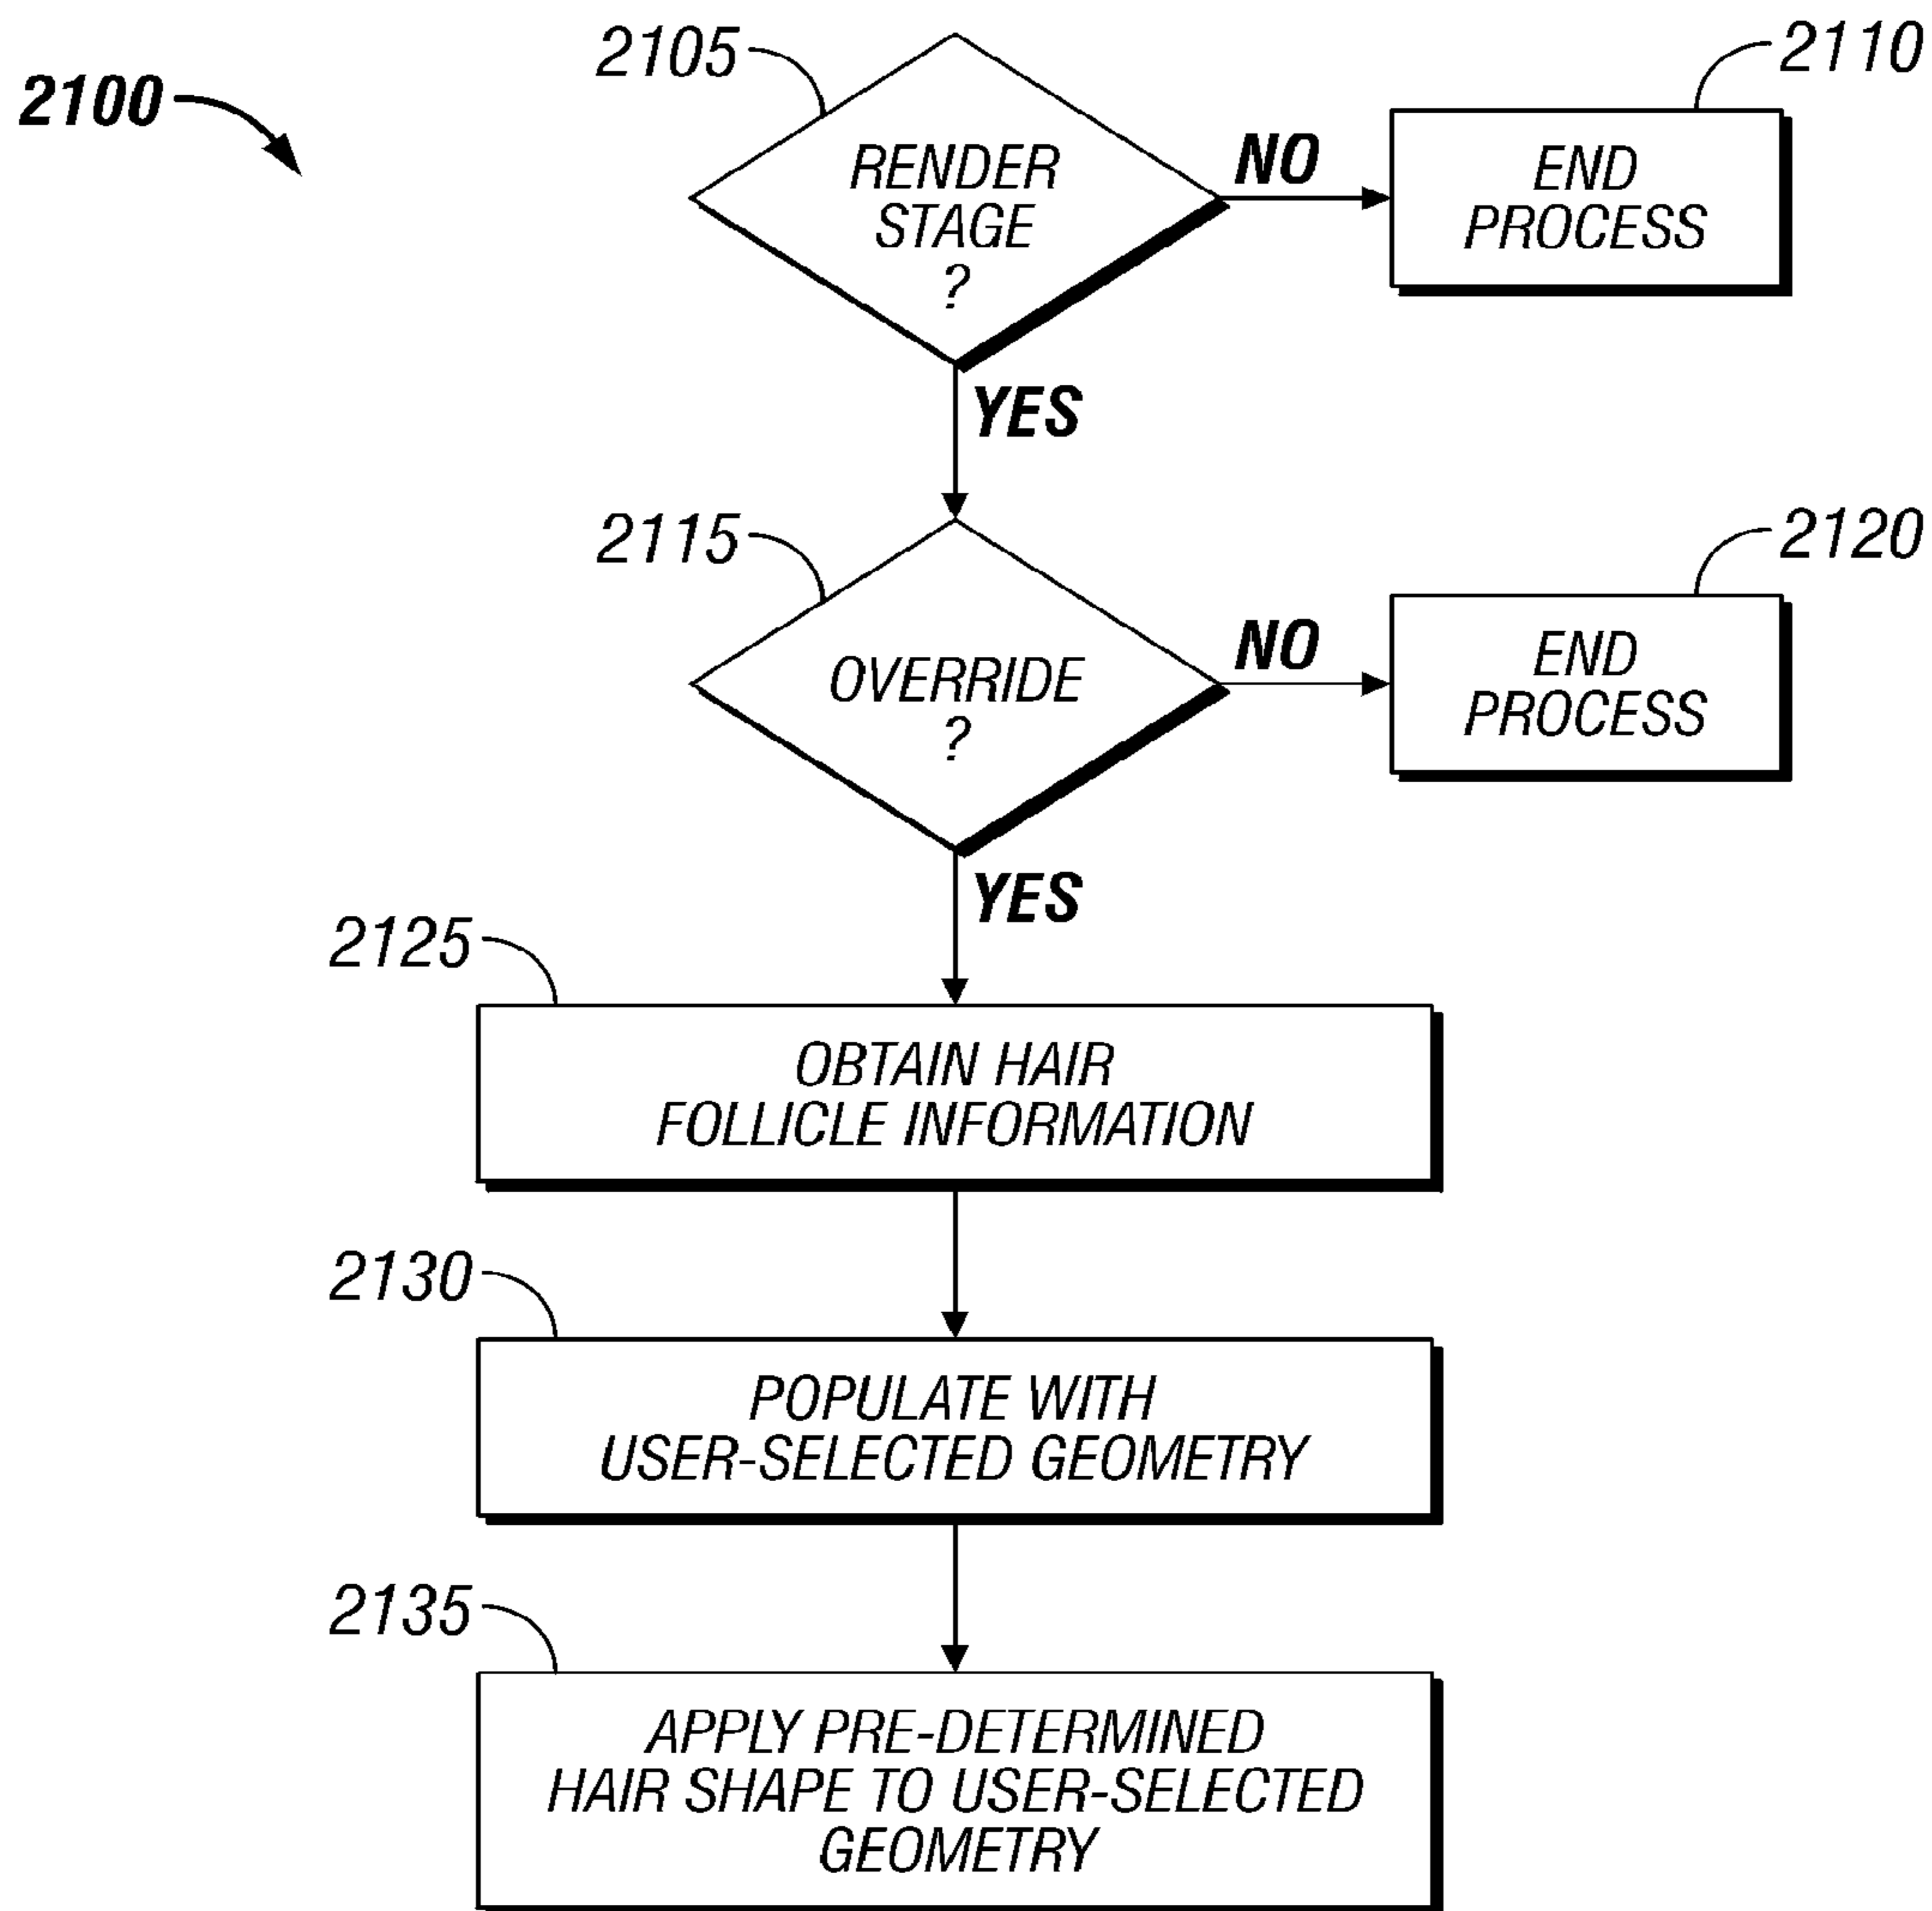 2100
2105
RENDER
STAGE
?
NO
2110
END
PROCESS
YES
2115
OVERRIDE
?
NO
2120
END
PROCESS
YES
2125
OBTAIN HAIR
FOLLICLE INFORMATION
2130
POPULATE WITH
USER-SELECTED GEOMETRY
2135
APPLY PRE-DETERMINED
HAIR SHAPE TO USER-SELECTED
GEOMETRY